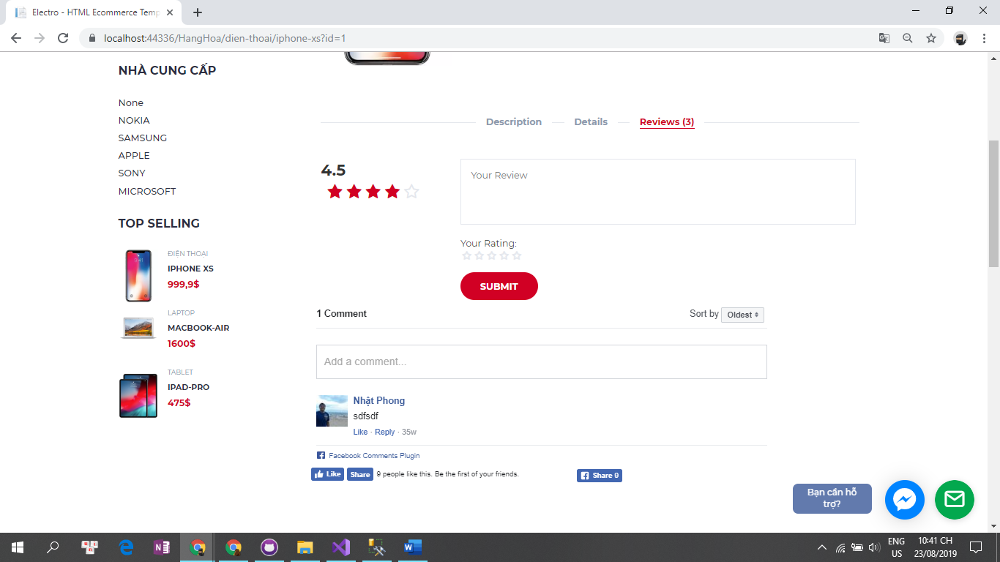 Electro - HTML Ecommerce Temp
localhost:44336/HangHoa/dien-thoai/iphone-xs?id=1
NHÀ CUNG CẤP
None
NOKIA
SAMSUNG
APPLE
SONY
MICROSOFT
TOP SELLING
ĐIỆN THOẠI
IPHONE XS
999,9$
LAPTOP
MACBOOK-AIR
1600$
TABLET
IPAD-PRO
475$
Description
Details
Reviews (3)
4.5
Your Review
Your Rating:
SUBMIT
1 Comment
Sort by Oldest
Add a comment...
Nhật Phong
sdfsdf
Like · Reply · 35w
Facebook Comments Plugin
Like Share 9 people like this. Be the first of your friends.
Share 9
Bạn cần hỗ
trợ?
ENG
US
10:41 CH
23/08/2019